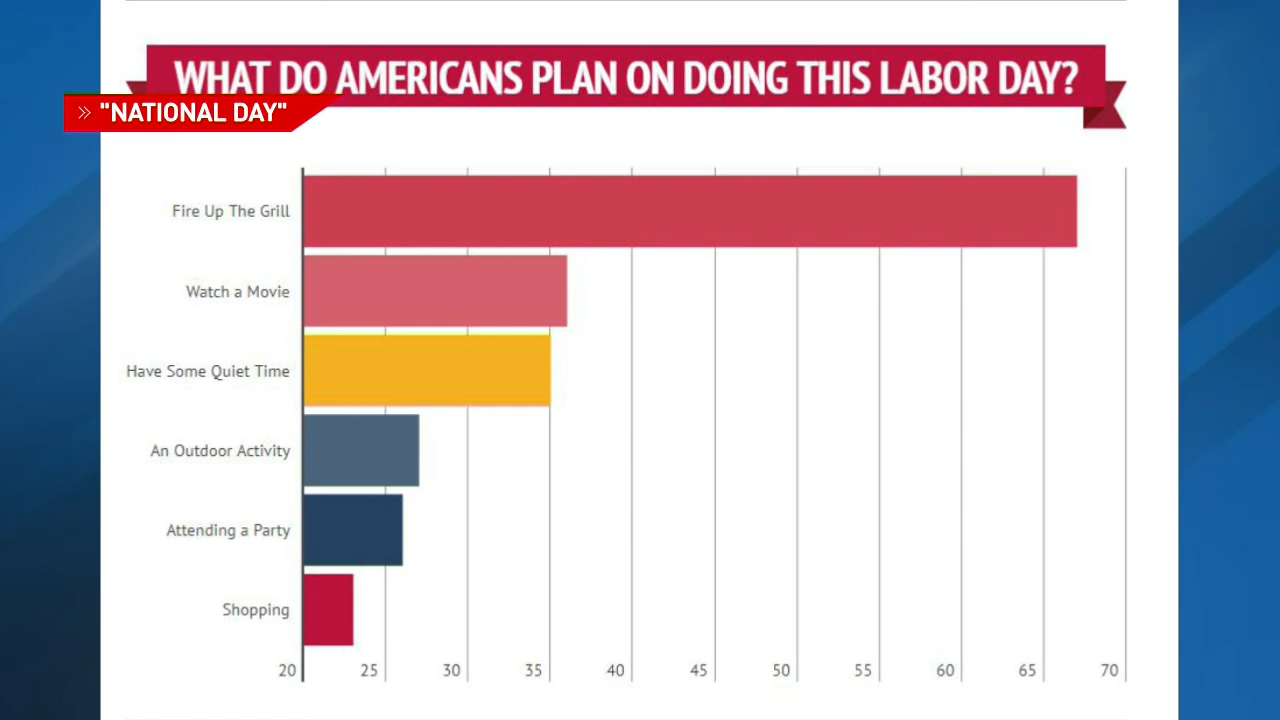 WHAT DO AMERICANS PLAN ON DOING THIS LABOR DAY?
» "NATIONAL DAY"
Fire Up The Grill
Watch a Movie
Have Some Quiet Time
An Outdoor Activity
Attending a Party
Shopping
20 25 30 35 40 45 50 55 60 65 70